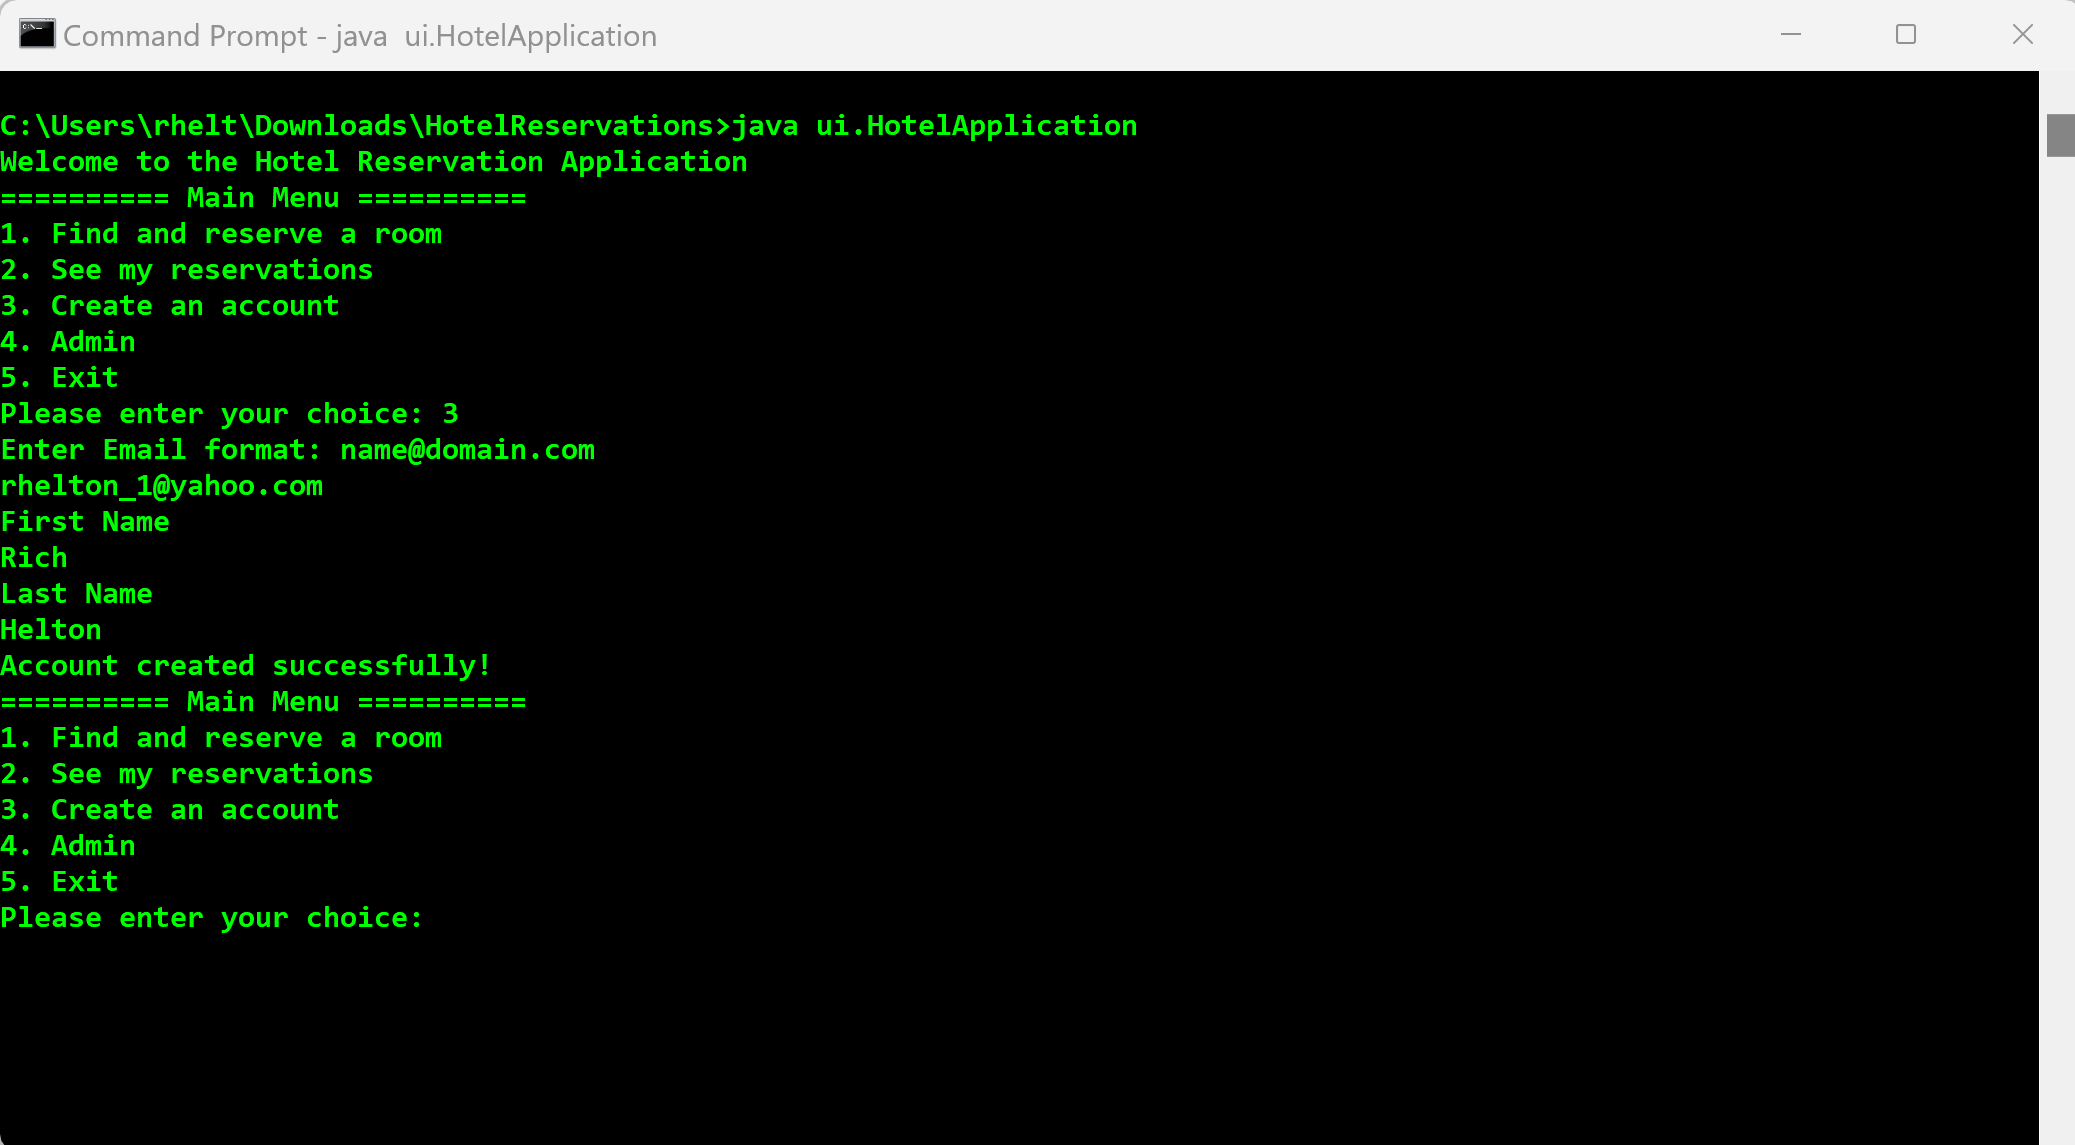 Command Prompt - java  ui.HotelApplication
C:\Users\rhelt\Downloads\HotelReservations>java ui.HotelApplication
Welcome to the Hotel Reservation Application
========== Main Menu ==========
1. Find and reserve a room
2. See my reservations
3. Create an account
4. Admin
5. Exit
Please enter your choice: 3
Enter Email format: name@domain.com
rhelton_1@yahoo.com
First Name
Rich
Last Name
Helton
Account created successfully!
========== Main Menu ==========
1. Find and reserve a room
2. See my reservations
3. Create an account
4. Admin
5. Exit
Please enter your choice: